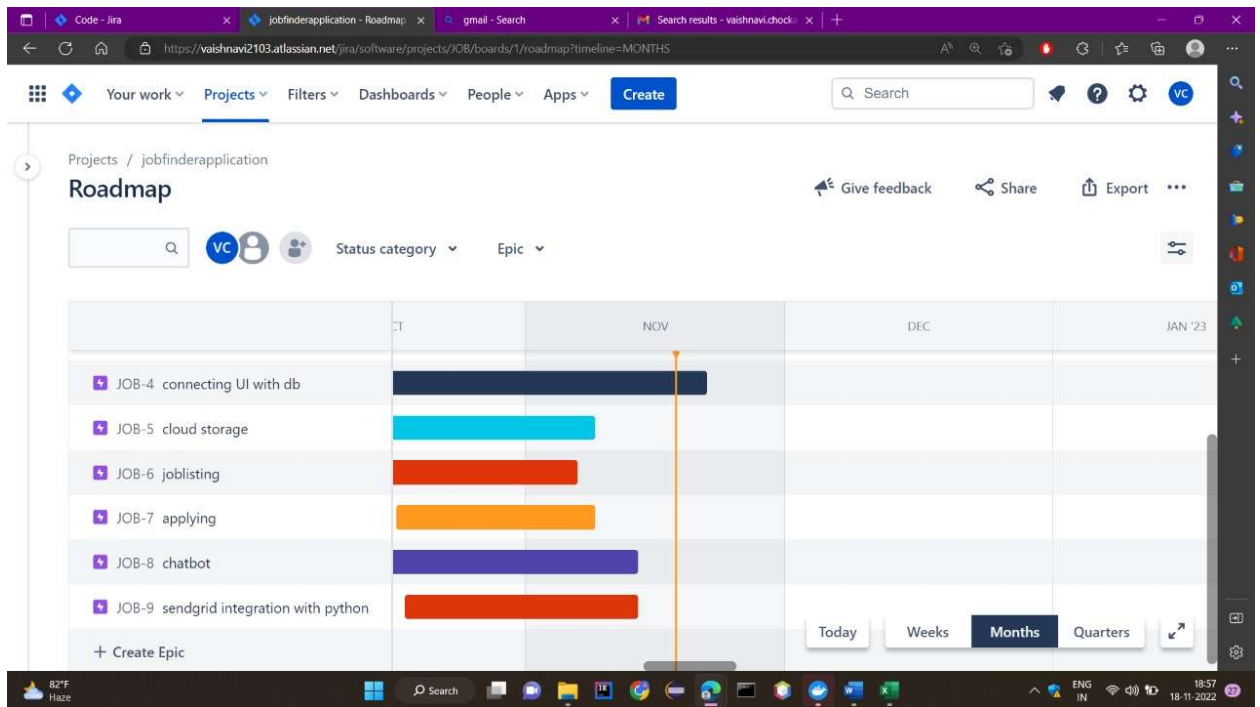 Code - Jira
jobfinderapplication - Roadmap
gmail - Search
Search results - vaishnavi.chock
https://vaishnavi2103.atlassian.net/jira/software/projects/JOB/boards/1/roadmap?timeline=MONTHS
Your work Projects Filters Dashboards People Apps Create Search VC
Projects / jobfinderapplication
Roadmap
Give feedback Share Export
VC Status category Epic
CT NOV DEC JAN '23
JOB-4 connecting UI with db
JOB-5 cloud storage
JOB-6 joblisting
JOB-7 applying
JOB-8 chatbot
JOB-9 sendgrid integration with python
Today Weeks Months Quarters
+ Create Epic
82°F
Haze
Search
ENG
IN
18:57
18-11-2022
27